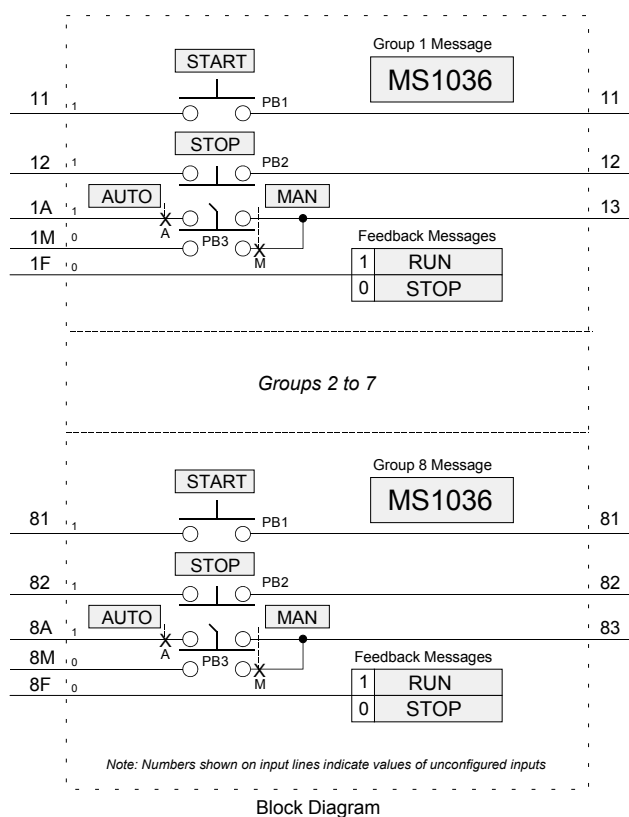 Group 1 Message
START
MS1036
11 1 PB1 11
STOP
12 1 PB2 12
AUTO MAN
1A 1 13
A
1M 0 PB3 M
Feedback Messages
1F 0 1 RUN
0 STOP
Groups 2 to 7
Group 8 Message
START
MS1036
81 1 PB1 81
STOP
82 1 PB2 82
AUTO MAN
8A 1 83
A
8M 0 PB3 M
Feedback Messages
8F 0 1 RUN
0 STOP
Note: Numbers shown on input lines indicate values of unconfigured inputs
Block Diagram